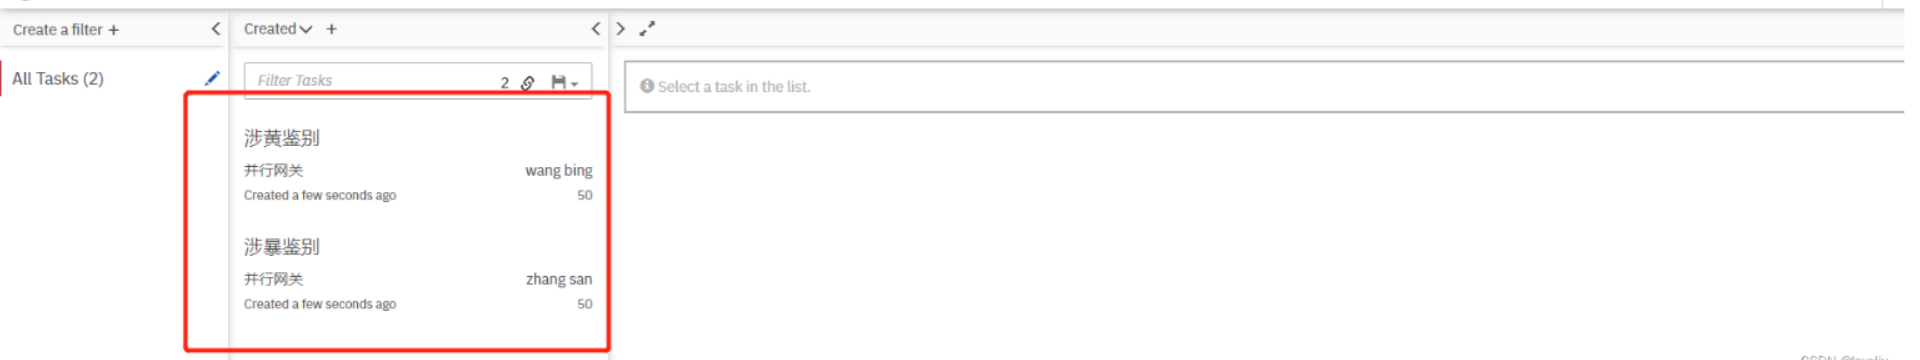 Create a filter +
Created +
All Tasks (2)
Filter Tasks 2
Select a task in the list.
涉黄鉴别
并行网关 wang bing
Created a few seconds ago 50
涉暴鉴别
并行网关 zhang san
Created a few seconds ago 50